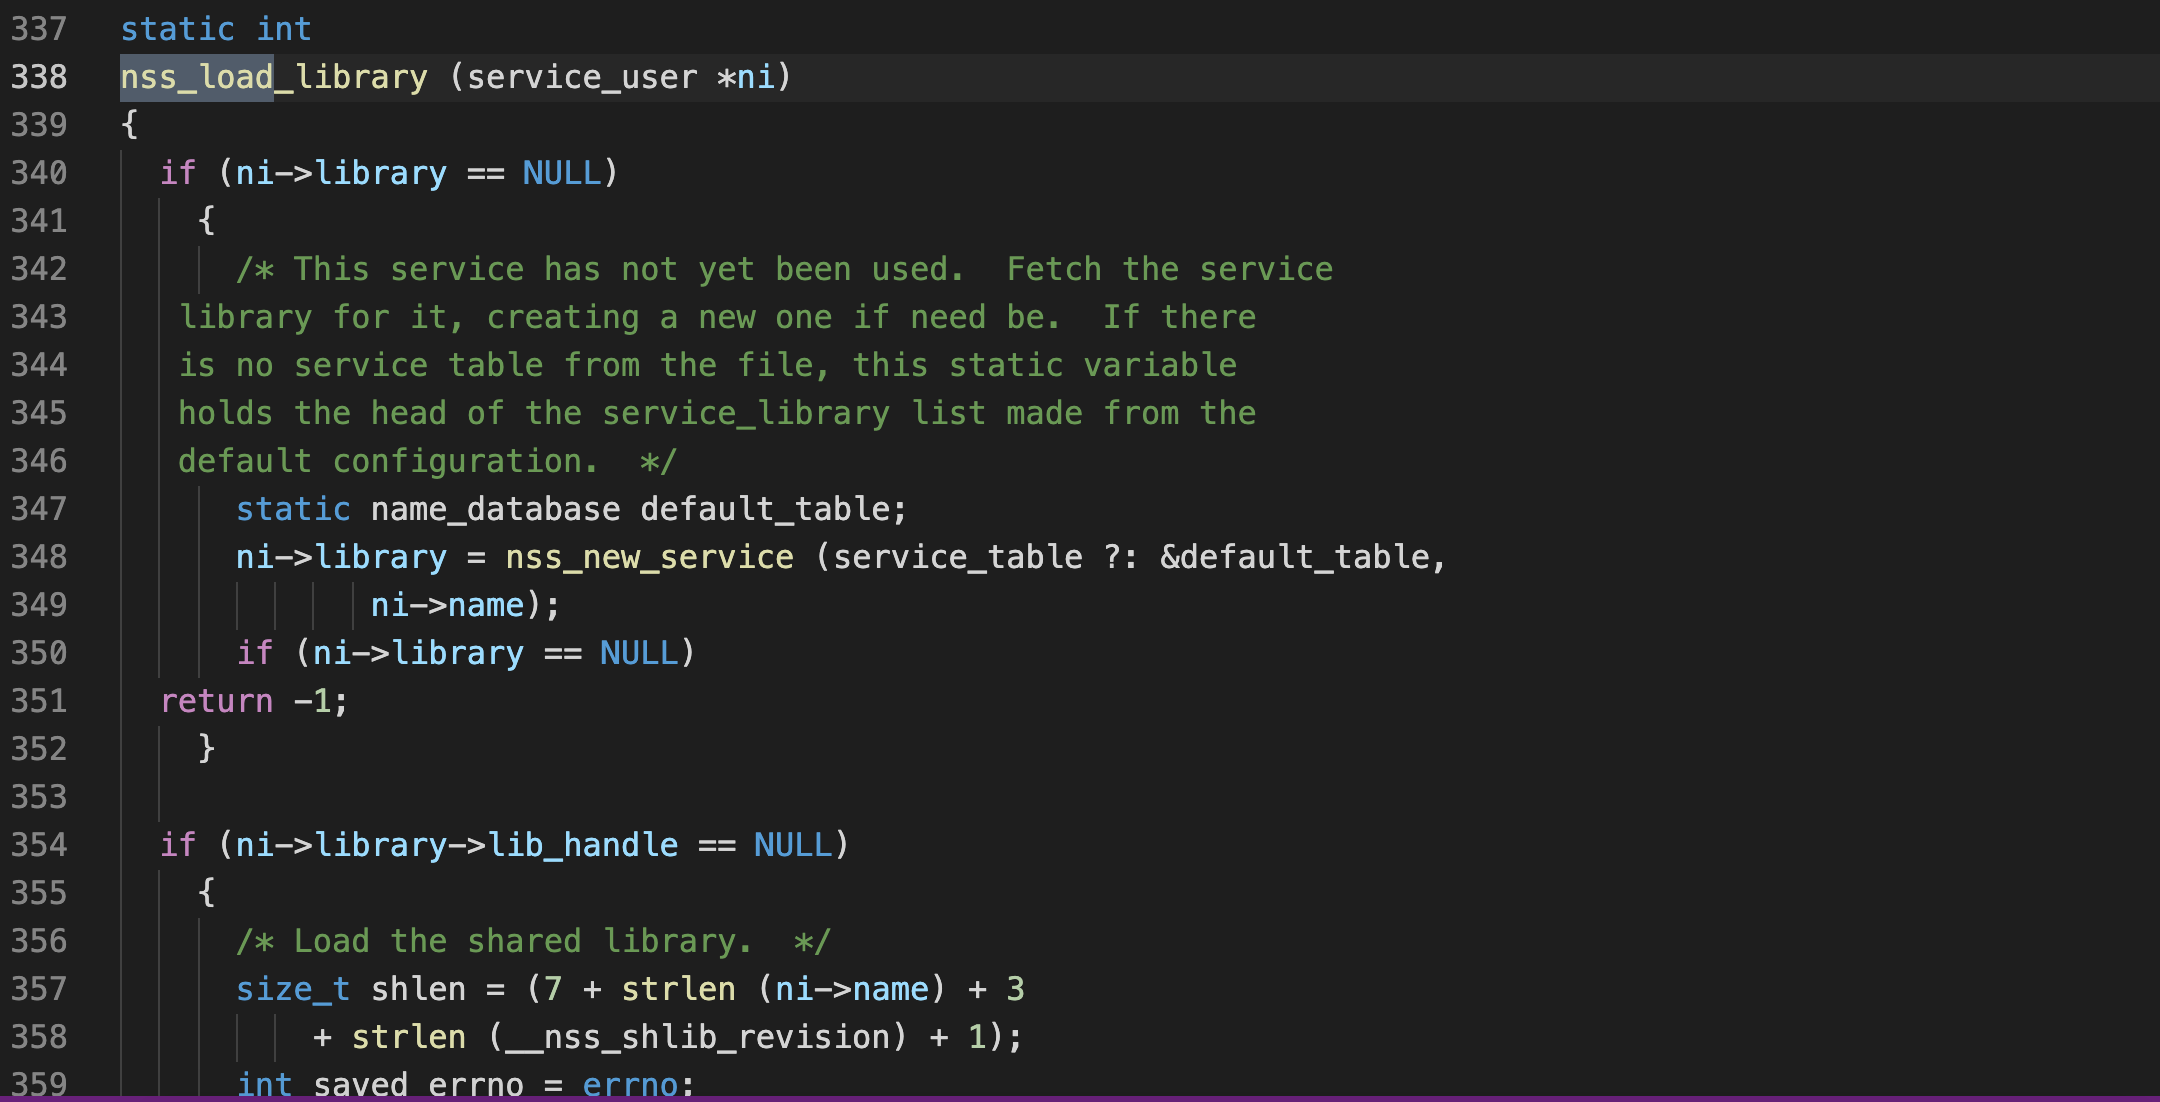 337 static int
338 nss_load_library (service_user *ni)
339 {
340 if (ni->library == NULL)
341 {
342 /* This service has not yet been used.  Fetch the service
343 library for it, creating a new one if need be.  If there
344 is no service table from the file, this static variable
345 holds the head of the service_library list made from the
346 default configuration.  */
347 static name_database default_table;
348 ni->library = nss_new_service (service_table ?: &default_table,
349 ni->name);
350 if (ni->library == NULL)
351 return -1;
352 }
353
354 if (ni->library->lib_handle == NULL)
355 {
356 /* Load the shared library.  */
357 size_t shlen = (7 + strlen (ni->name) + 3
358 + strlen (__nss_shlib_revision) + 1);
359 int saved_errno = errno;